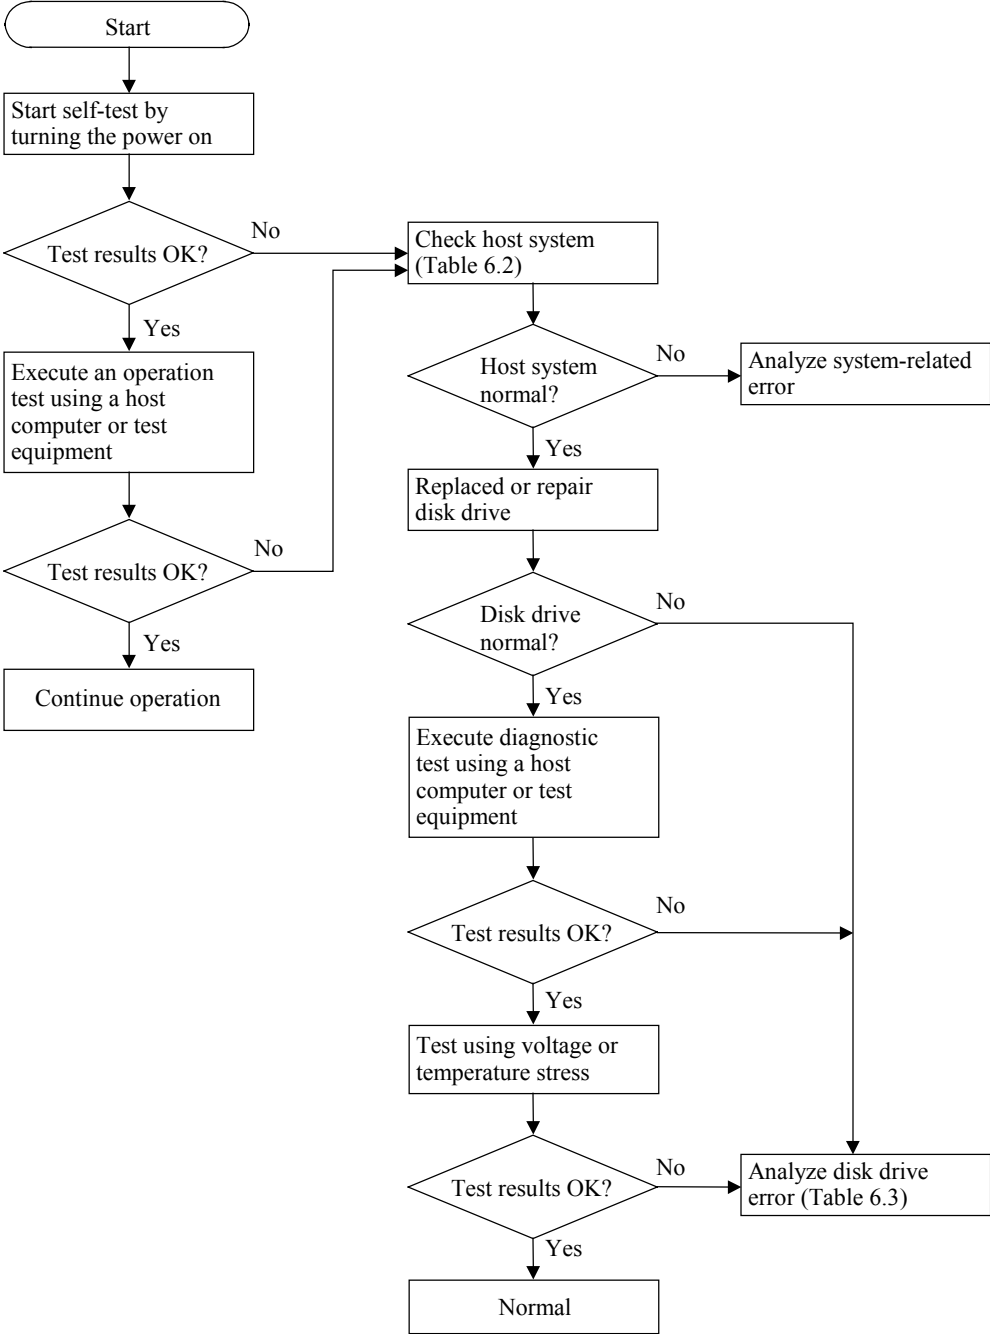 Start
Start self-test by
turning the power on
Test results OK?
No
Yes
Execute an operation
test using a host
computer or test
equipment
Test results OK?
No
Yes
Continue operation
Check host system
(Table 6.2)
Host system
normal?
No
Analyze system-related
error
Yes
Replaced or repair
disk drive
Disk drive
normal?
No
Yes
Execute diagnostic
test using a host
computer or test
equipment
Test results OK?
No
Yes
Test using voltage or
temperature stress
Test results OK?
No
Analyze disk drive
error (Table 6.3)
Yes
Normal